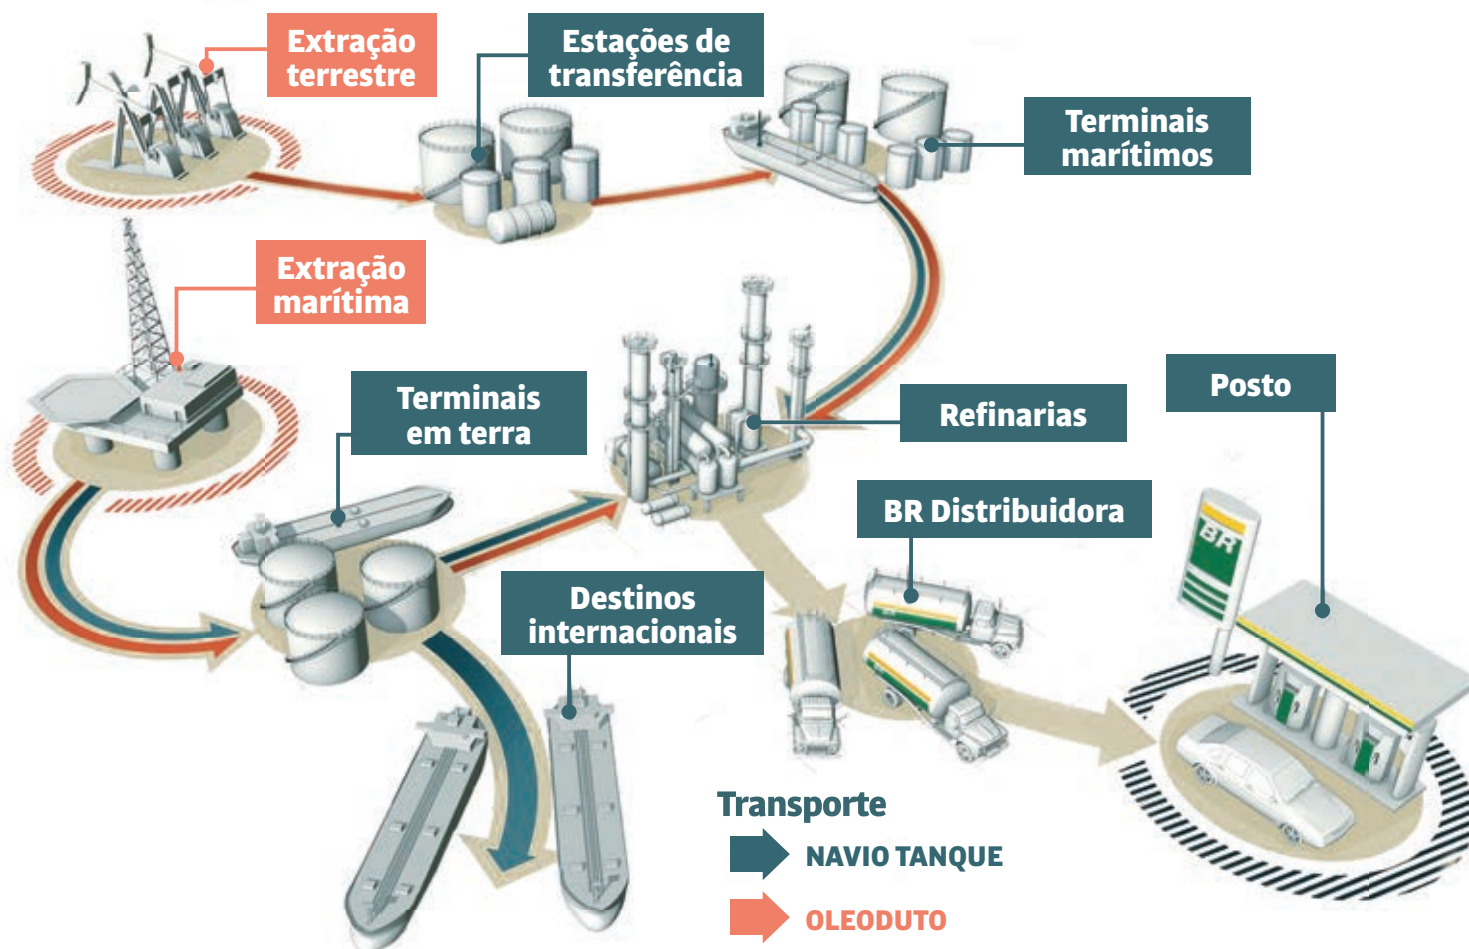 Extração
terrestre
Estações de
transferência
Terminais
marítimos
Extração
marítima
Terminais
em terra
Refinarias
Posto
BR Distribuidora
BR
Destinos
internacionais
Transporte
NAVIO TANQUE
OLEODUTO